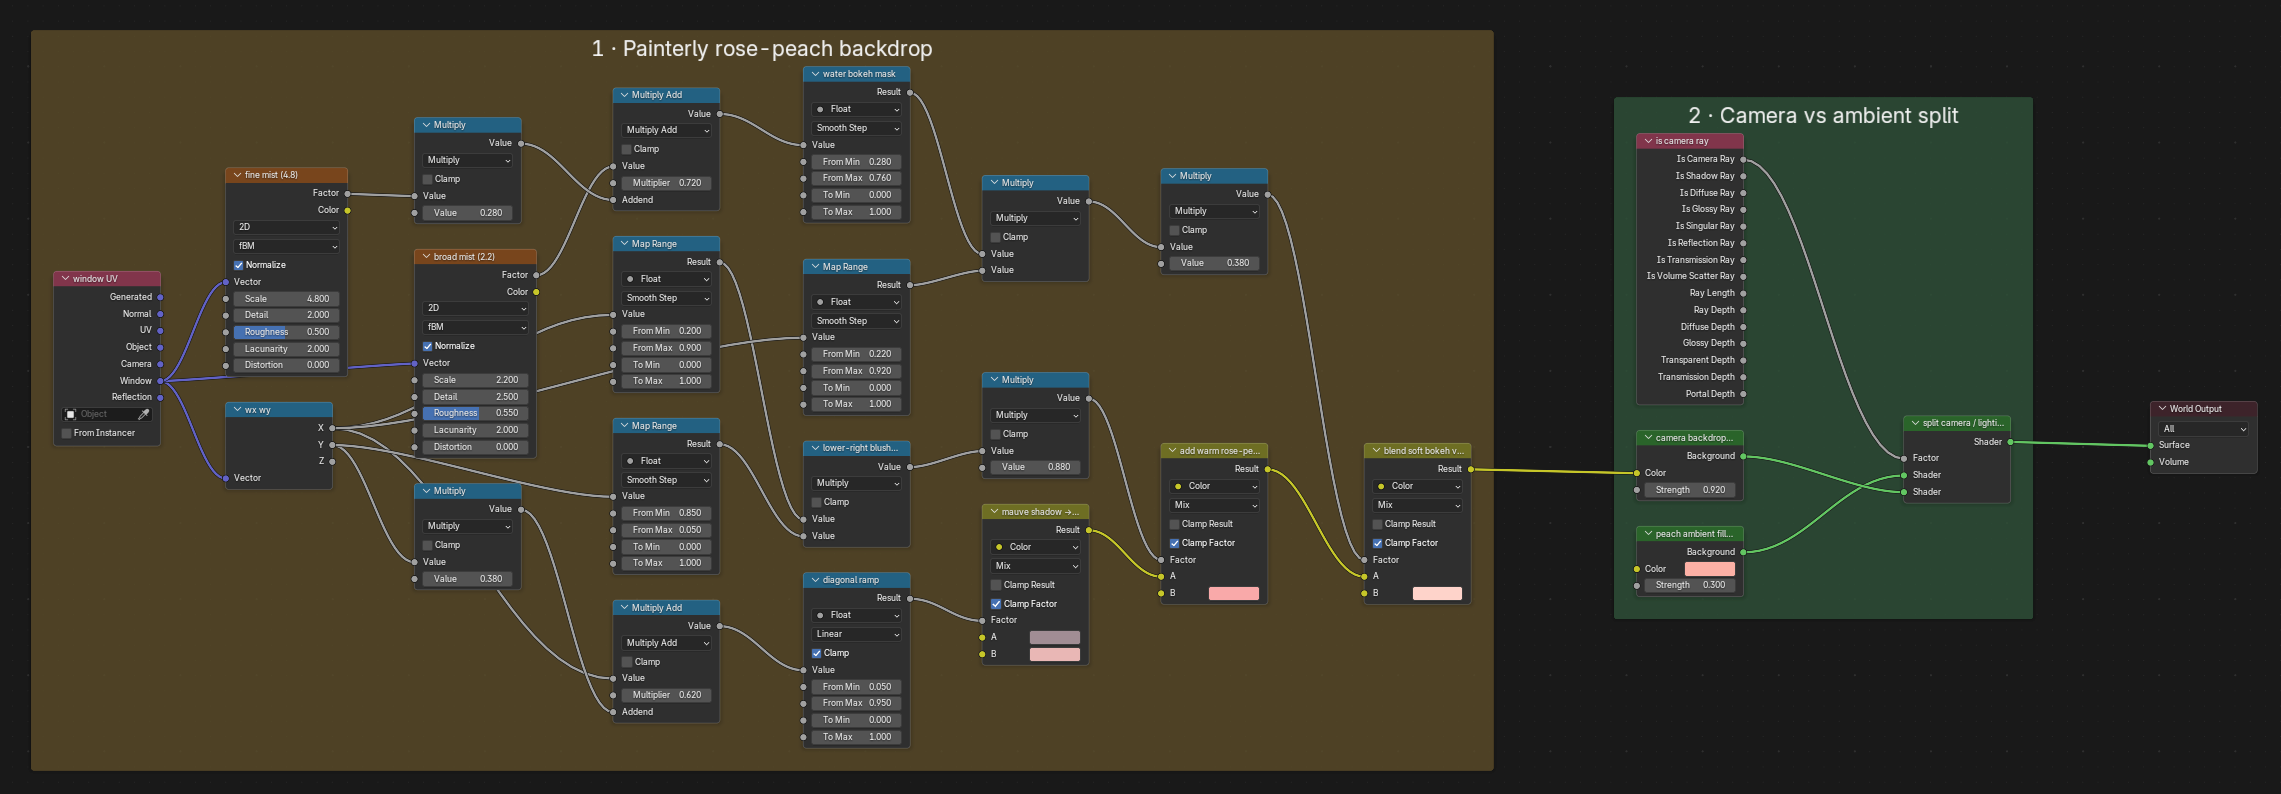 1 · Painterly rose-peach backdrop
window UV
Generated
Normal
UV
Object
Camera
Window
Reflection
Object
From Instancer
fine mist (4.8)
Factor
Color
2D
fBM
Normalize
Vector
Scale 4.800
Detail 2.000
Roughness 0.500
Lacunarity 2.000
Distortion 0.000
wx wy
X
Y
Z
Vector
Multiply
Value
Multiply
Clamp
Value
Value 0.280
broad mist (2.2)
Factor
Color
2D
fBM
Normalize
Vector
Scale 2.200
Detail 2.500
Roughness 0.550
Lacunarity 2.000
Distortion 0.000
Multiply
Value
Multiply
Clamp
Value
Value 0.380
Multiply Add
Value
Multiply Add
Clamp
Value
Multiplier 0.720
Addend
Map Range
Result
Float
Smooth Step
Value
From Min 0.200
From Max 0.900
To Min 0.000
To Max 1.000
Map Range
Result
Float
Smooth Step
Value
From Min 0.850
From Max 0.050
To Min 0.000
To Max 1.000
Multiply Add
Value
Multiply Add
Clamp
Value
Multiplier 0.620
Addend
water bokeh mask
Result
Float
Smooth Step
Value
From Min 0.280
From Max 0.760
To Min 0.000
To Max 1.000
Map Range
Result
Float
Smooth Step
Value
From Min 0.220
From Max 0.920
To Min 0.000
To Max 1.000
lower-right blush...
Value
Multiply
Clamp
Value
Value
diagonal ramp
Result
Float
Linear
Clamp
Value
From Min 0.050
From Max 0.950
To Min 0.000
To Max 1.000
Multiply
Value
Multiply
Clamp
Value
Value
Multiply
Value
Multiply
Clamp
Value
Value 0.880
mauve shadow →...
Result
Color
Mix
Clamp Result
Clamp Factor
Factor
A
B
Multiply
Value
Multiply
Clamp
Value
Value 0.380
add warm rose-pe...
Result
Color
Mix
Clamp Result
Clamp Factor
Factor
A
B
blend soft bokeh v...
Result
Color
Mix
Clamp Result
Clamp Factor
Factor
A
B
2 · Camera vs ambient split
is camera ray
Is Camera Ray
Is Shadow Ray
Is Diffuse Ray
Is Glossy Ray
Is Singular Ray
Is Reflection Ray
Is Transmission Ray
Is Volume Scatter Ray
Ray Length
Ray Depth
Diffuse Depth
Glossy Depth
Transparent Depth
Transmission Depth
Portal Depth
camera backdrop...
Background
Color
Strength 0.920
peach ambient fill...
Background
Color
Strength 0.300
split camera / lighti...
Shader
Factor
Shader
Shader
World Output
All
Surface
Volume